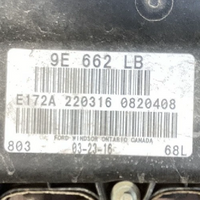 9E 662 LB
E172A 220316 0820408
FORD WINDSOR ONTARIO CANADA
803 03-23-16 68L